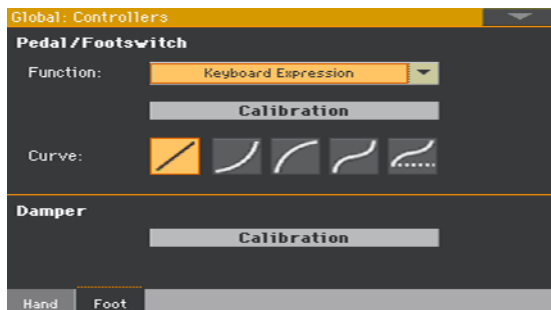 Global: Controllers
Pedal/Footswitch
Function: Keyboard Expression
Calibration
Curve:
Damper
Calibration
Hand Foot